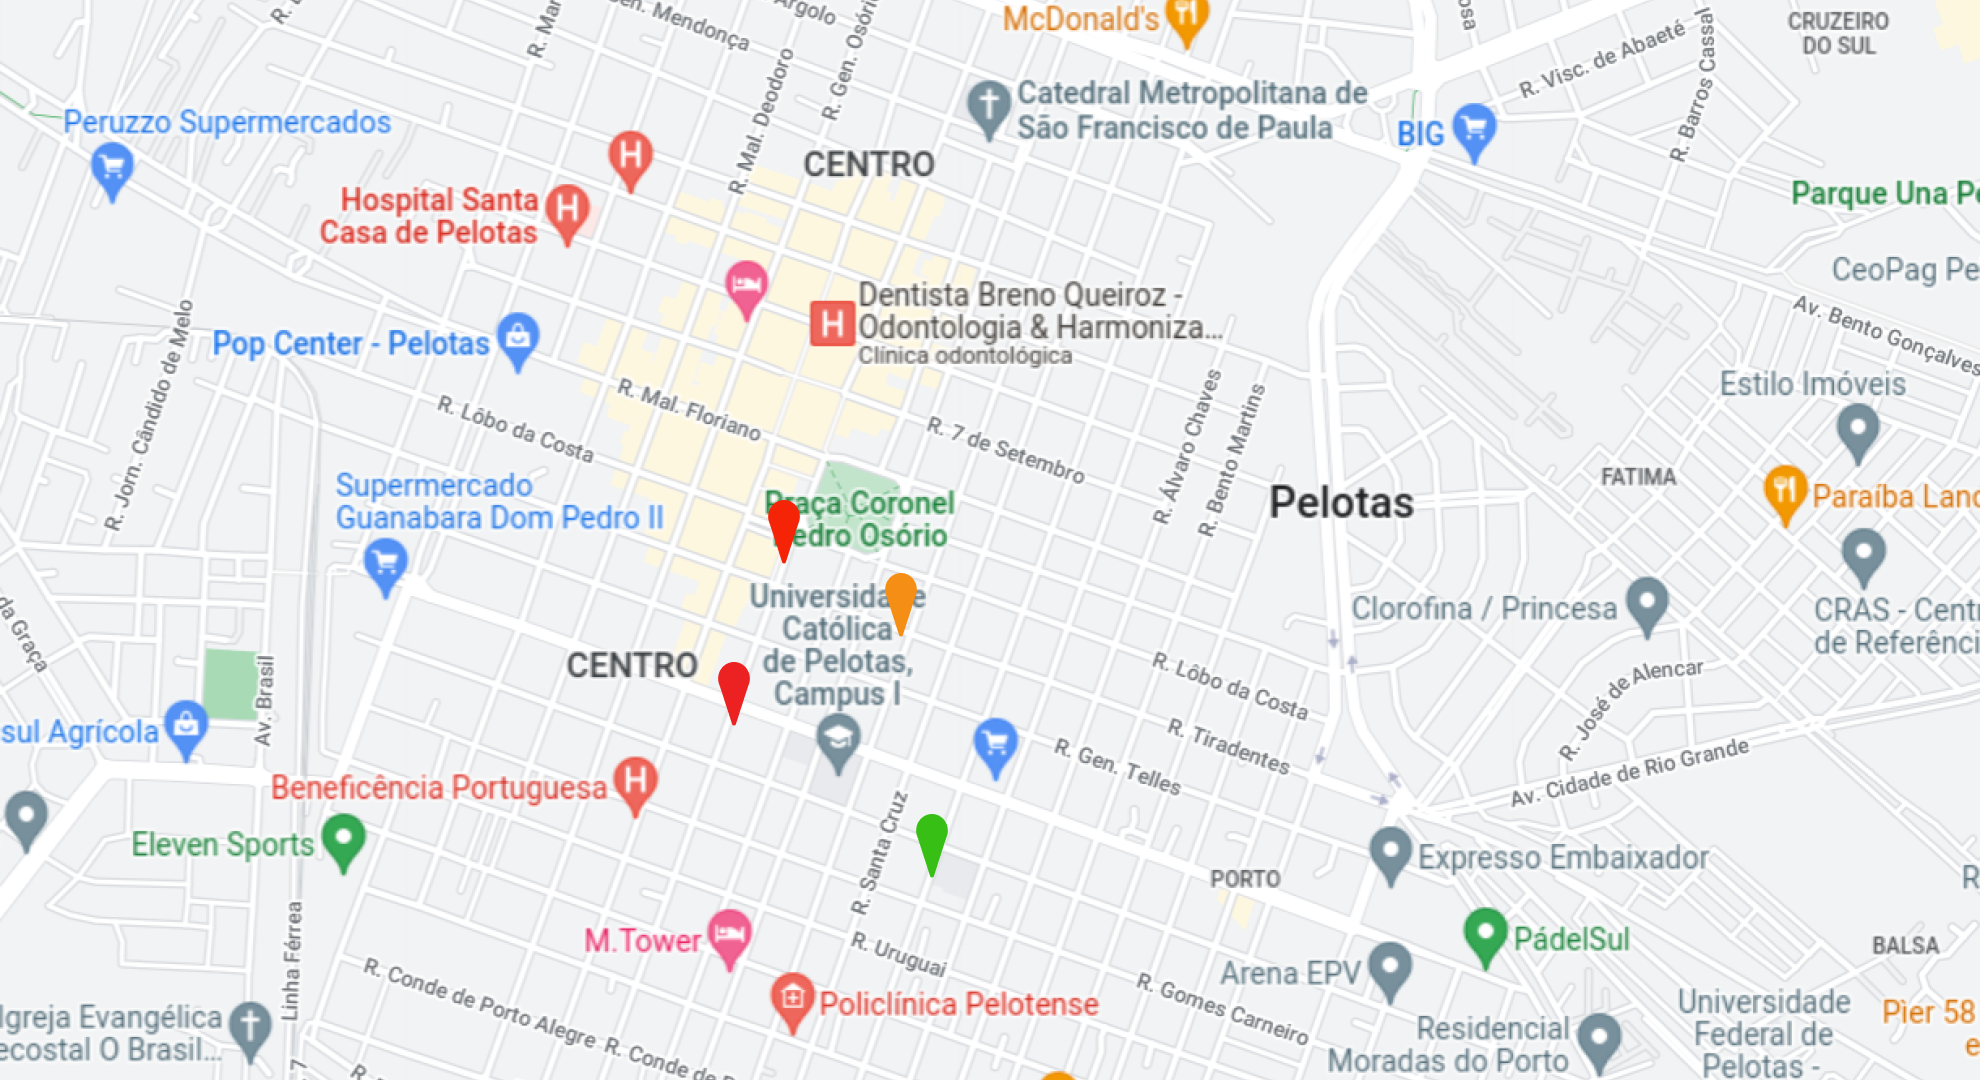 R. Mar
en. Mendonça
Argolo
R. Gen. Osório
McDonald's
osa
R. Visc. de Abaeté
R. Barros Cassal
CRUZEIRO
DO SUL
Peruzzo Supermercados
R. Mal. Deodoro
CENTRO
Catedral Metropolitana de
São Francisco de Paula
BIG
Parque Una Pe
Hospital Santa
Casa de Pelotas
CeoPag Pe
Av. Bento Gonçalves
R. Jorn. Cândido de Melo
Pop Center - Pelotas
Dentista Breno Queiroz -
Odontologia & Harmoniza...
Clínica odontológica
Estilo Imóveis
R. Lôbo da Costa
R. Mal. Floriano
R. 7 de Setembro
R. Álvaro Chaves
R. Bento Martins
Pelotas
FATIMA
Paraíba Lanc
Supermercado
Guanabara Dom Pedro II
Praça Coronel
Pedro Osório
da Graça
Universidade
Católica
de Pelotas,
Campus I
Clorofina / Princesa
CRAS - Cent
de Referênci
CENTRO
Av. Brasil
R. Lôbo da Costa
R. José de Alencar
sul Agrícola
R. Tiradentes
R. Gen. Telles
Av. Cidade de Rio Grande
Beneficência Portuguesa
Eleven Sports
R. Santa Cruz
PORTO
Expresso Embaixador
M.Tower
R. Uruguai
PádelSul
BALSA
Linha Férrea
R. Conde de Porto Alegre
R. Conde de P
Policlínica Pelotense
R. Gomes Carneiro
Arena EPV
Igreja Evangélica
ecostal O Brasil...
Residencial
Moradas do Porto
Universidade
Federal de
Pelotas -
Pier 58
e